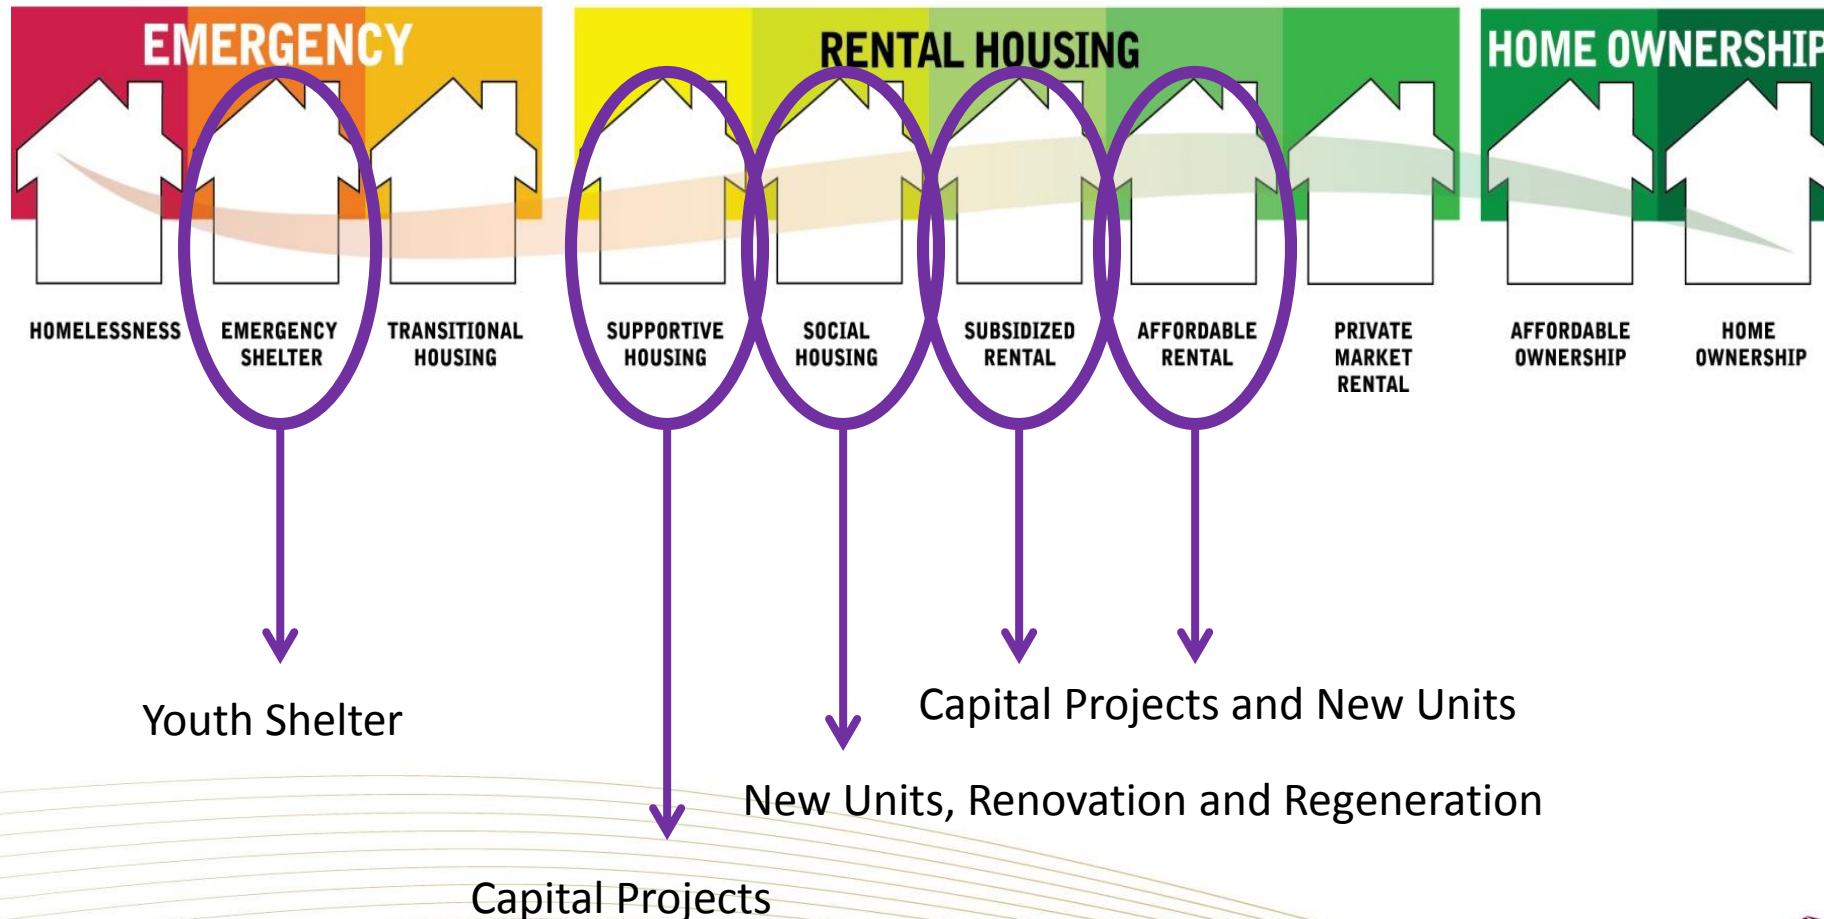 EMERGENCY
RENTAL HOUSING
HOME OWNERSHIP
HOMELESSNESS
EMERGENCY
SHELTER
TRANSITIONAL
HOUSING
SUPPORTIVE
HOUSING
SOCIAL
HOUSING
SUBSIDIZED
RENTAL
AFFORDABLE
RENTAL
PRIVATE
MARKET
RENTAL
AFFORDABLE
OWNERSHIP
HOME
OWNERSHIP
Youth Shelter
Capital Projects and New Units
New Units, Renovation and Regeneration
Capital Projects